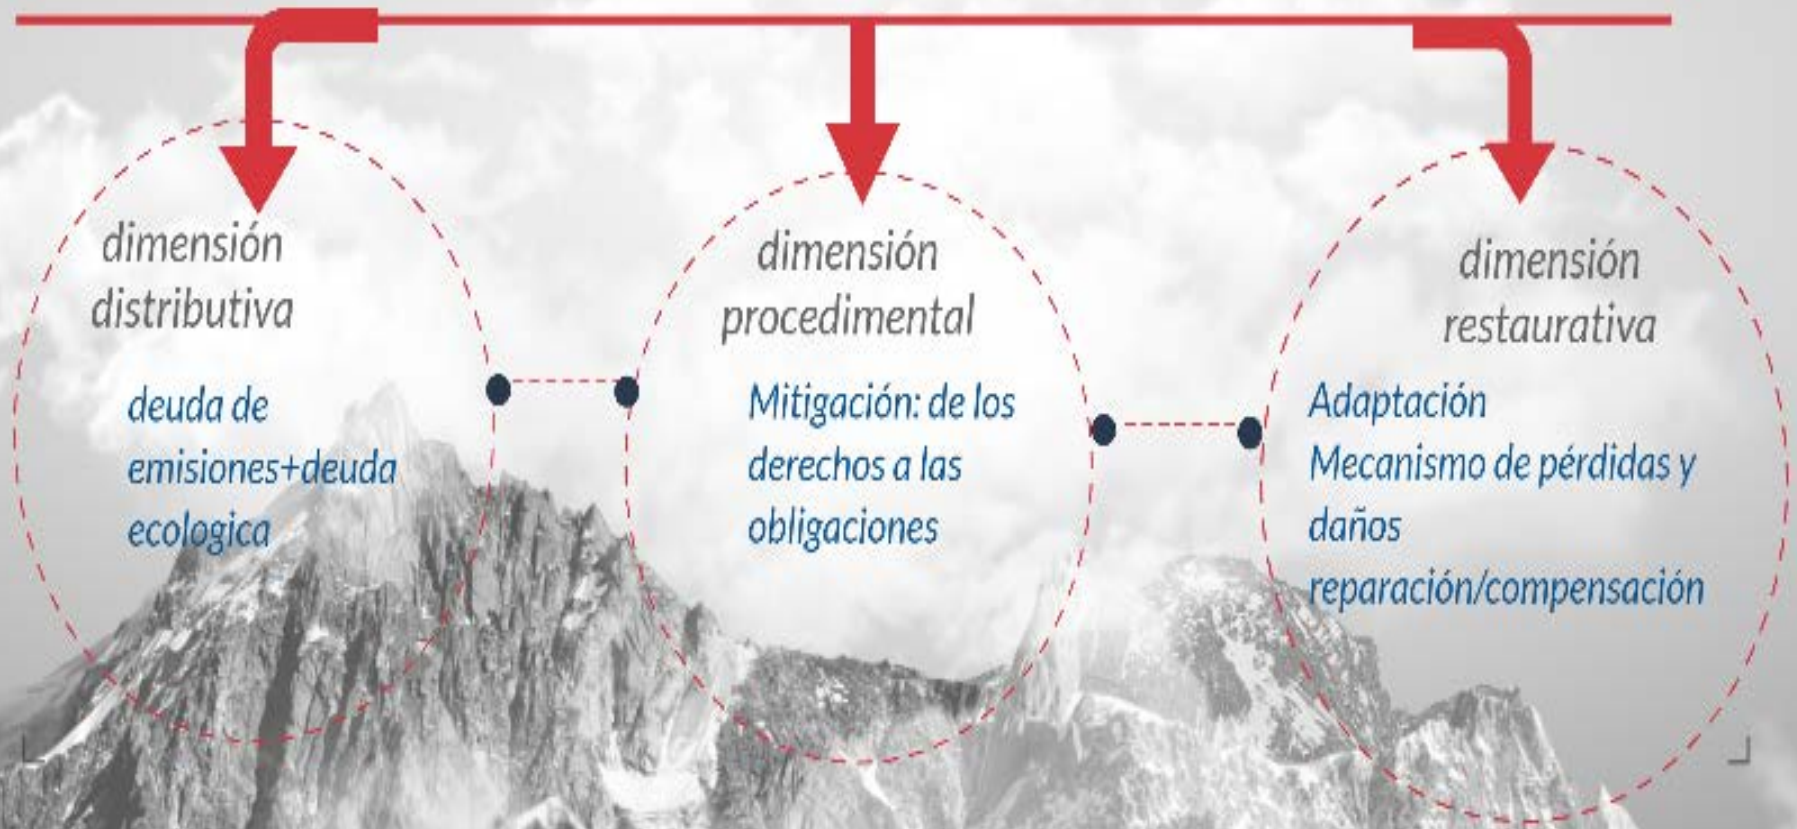 dimensión
distributiva
deuda de
emisiones+deuda
ecologica
dimensión
procedimental
Mitigación: de los
derechos a las
obligaciones
dimensión
restaurativa
Adaptación
Mecanismo de pérdidas y
daños
reparación/compensación